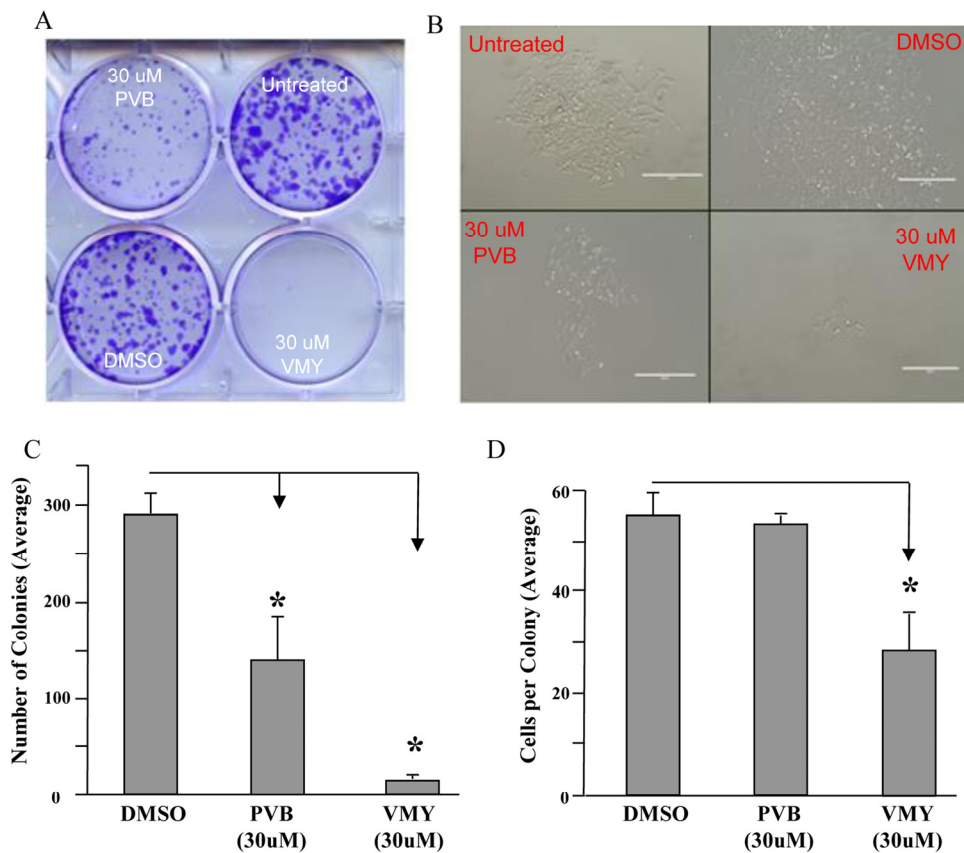 A
30 uM
PVB
Untreated
DMSO
30 uM
VMY
B
Untreated
DMSO
30 uM
PVB
30 uM
VMY
C
Number of Colonies (Average)
300
200
100
0
*
*
DMSO
PVB
(30uM)
VMY
(30uM)
D
Cells per Colony (Average)
60
40
20
0
*
DMSO
PVB
(30uM)
VMY
(30uM)